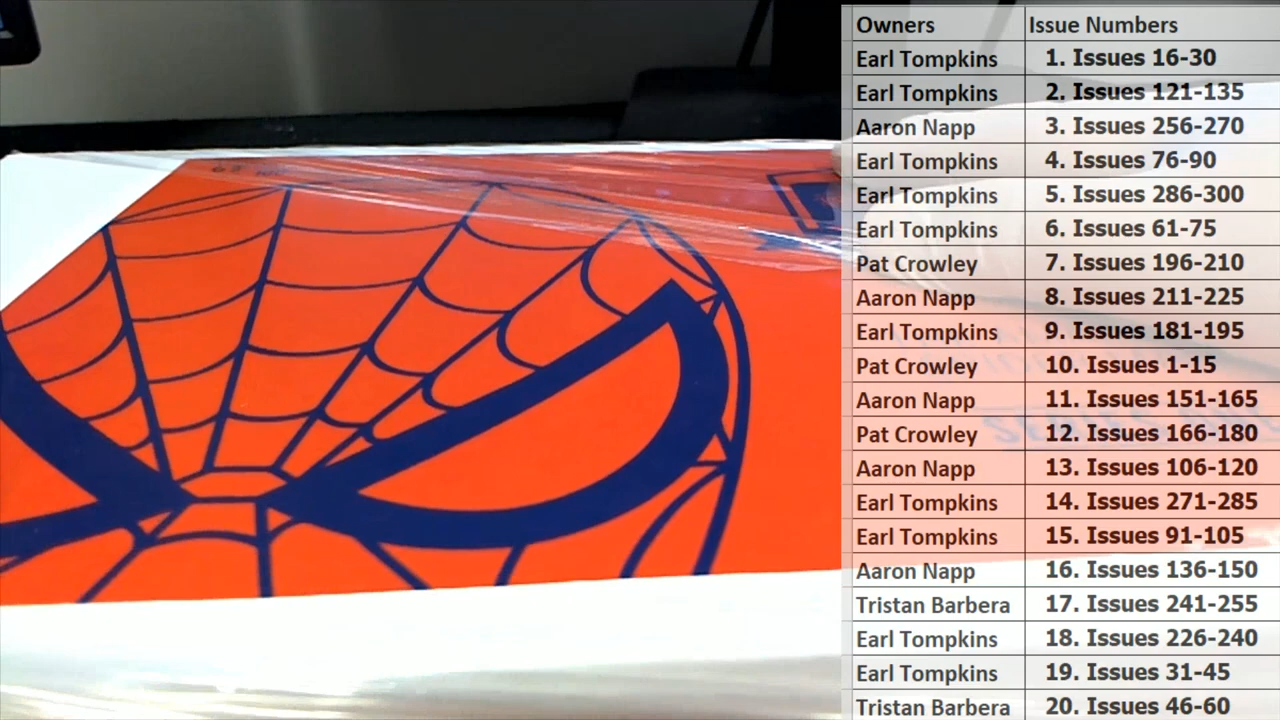 Owners Issue Numbers
Earl Tompkins 1. Issues 16-30
Earl Tompkins 2. Issues 121-135
Aaron Napp 3. Issues 256-270
Earl Tompkins 4. Issues 76-90
Earl Tompkins 5. Issues 286-300
Earl Tompkins 6. Issues 61-75
Pat Crowley 7. Issues 196-210
Aaron Napp 8. Issues 211-225
Earl Tompkins 9. Issues 181-195
Pat Crowley 10. Issues 1-15
Aaron Napp 11. Issues 151-165
Pat Crowley 12. Issues 166-180
Aaron Napp 13. Issues 106-120
Earl Tompkins 14. Issues 271-285
Earl Tompkins 15. Issues 91-105
Aaron Napp 16. Issues 136-150
Tristan Barbera 17. Issues 241-255
Earl Tompkins 18. Issues 226-240
Earl Tompkins 19. Issues 31-45
Tristan Barbera 20. Issues 46-60